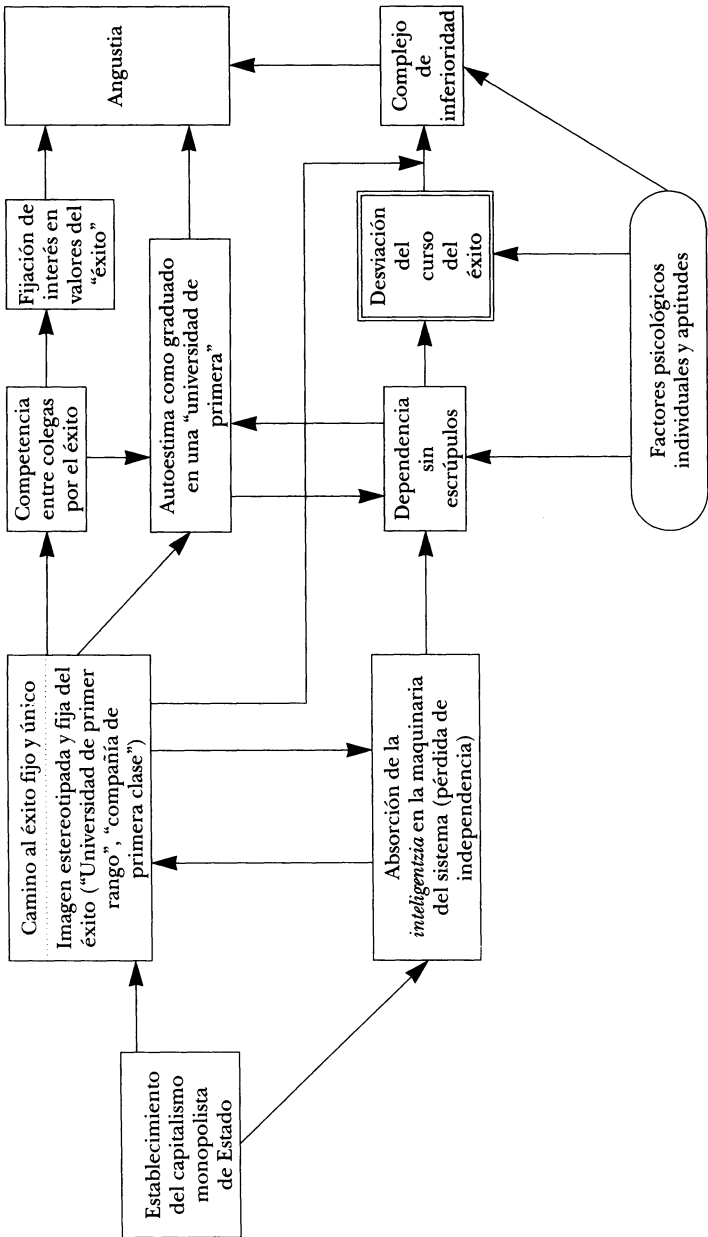 Establecimiento
del capitalismo
monopolista
de Estado
Camino al éxito fijo y único
Imagen estereotipada y fija del
éxito (“Universidad de primer
rango”, “compañía de
primera clase”)
Absorción de la
inteligentzia en la maquinaria
del sistema (pérdida de
independencia)
Competencia
entre colegas
por el éxito
Autoestima como graduado
en una “universidad de
primera”
Dependencia
sin
escrúpulos
Fijación de
interés en
valores del
“éxito”
Desviación
del
curso
del
éxito
Angustia
Complejo
de
inferioridad
Factores psicológicos
individuales y aptitudes